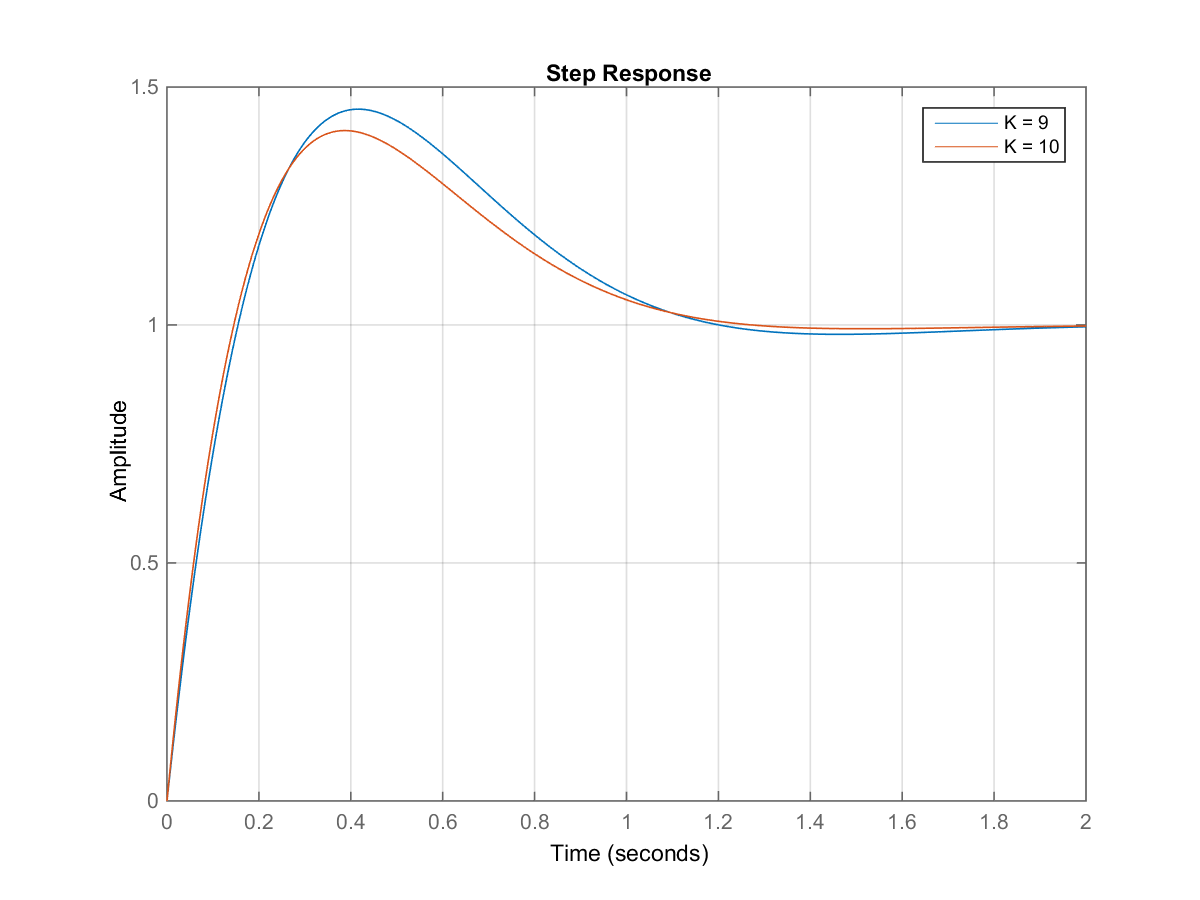 Step Response
1.5
K = 9
K = 10
1
Amplitude
0.5
0
0 0.2 0.4 0.6 0.8 1 1.2 1.4 1.6 1.8 2
Time (seconds)